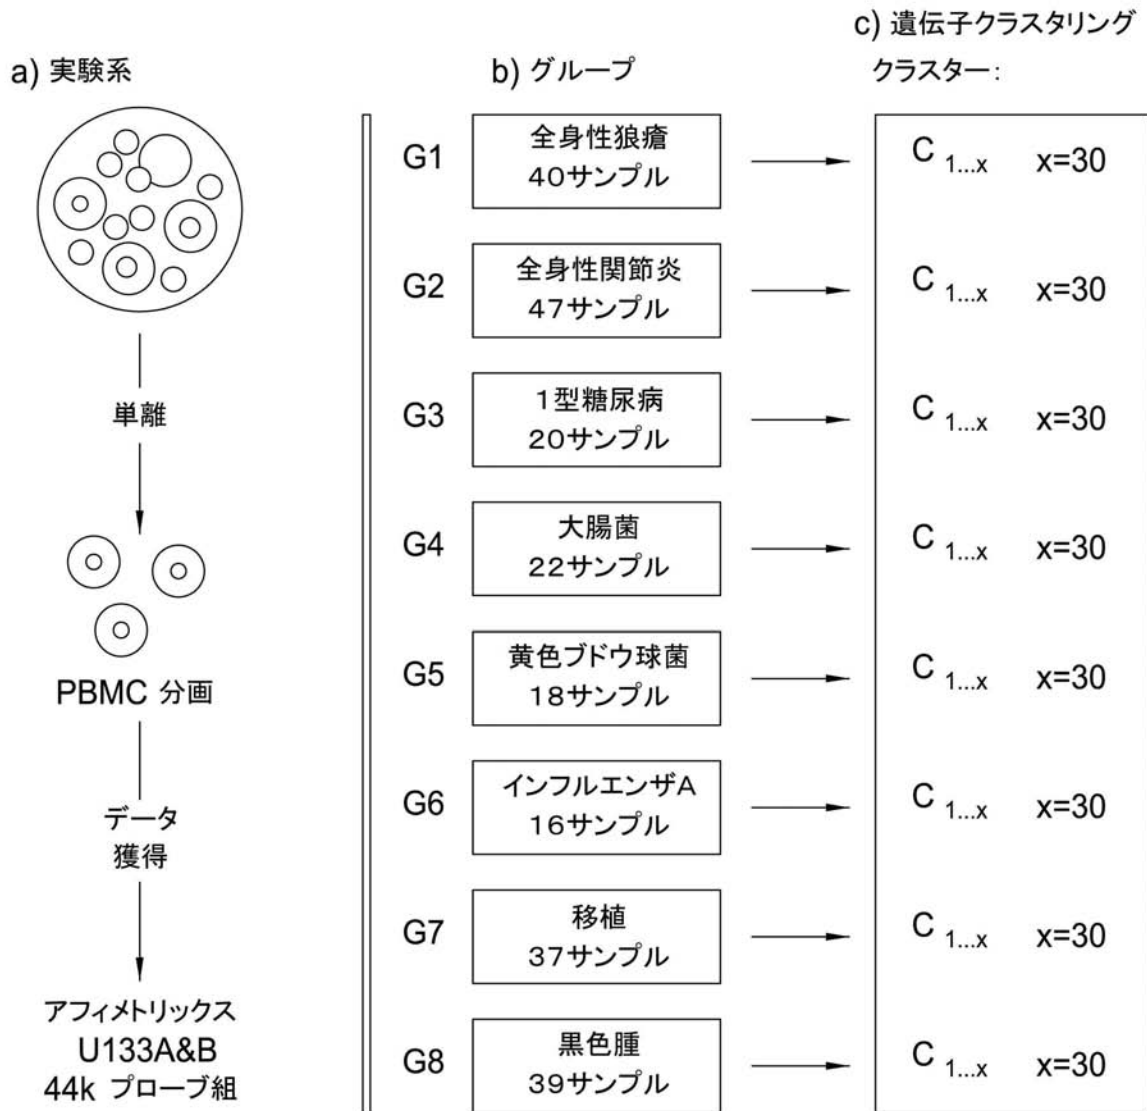 a) 実験系
単離
PBMC 分画
データ
獲得
アフィメトリックス
U133A&B
44k プローブ組
b) グループ
G1
全身性狼瘡
40サンプル
G2
全身性関節炎
47サンプル
G3
1型糖尿病
20サンプル
G4
大腸菌
22サンプル
G5
黄色ブドウ球菌
18サンプル
G6
インフルエンザA
16サンプル
G7
移植
37サンプル
G8
黒色腫
39サンプル
c) 遺伝子クラスタリング
クラスター:
C 1...x x=30
C 1...x x=30
C 1...x x=30
C 1...x x=30
C 1...x x=30
C 1...x x=30
C 1...x x=30
C 1...x x=30